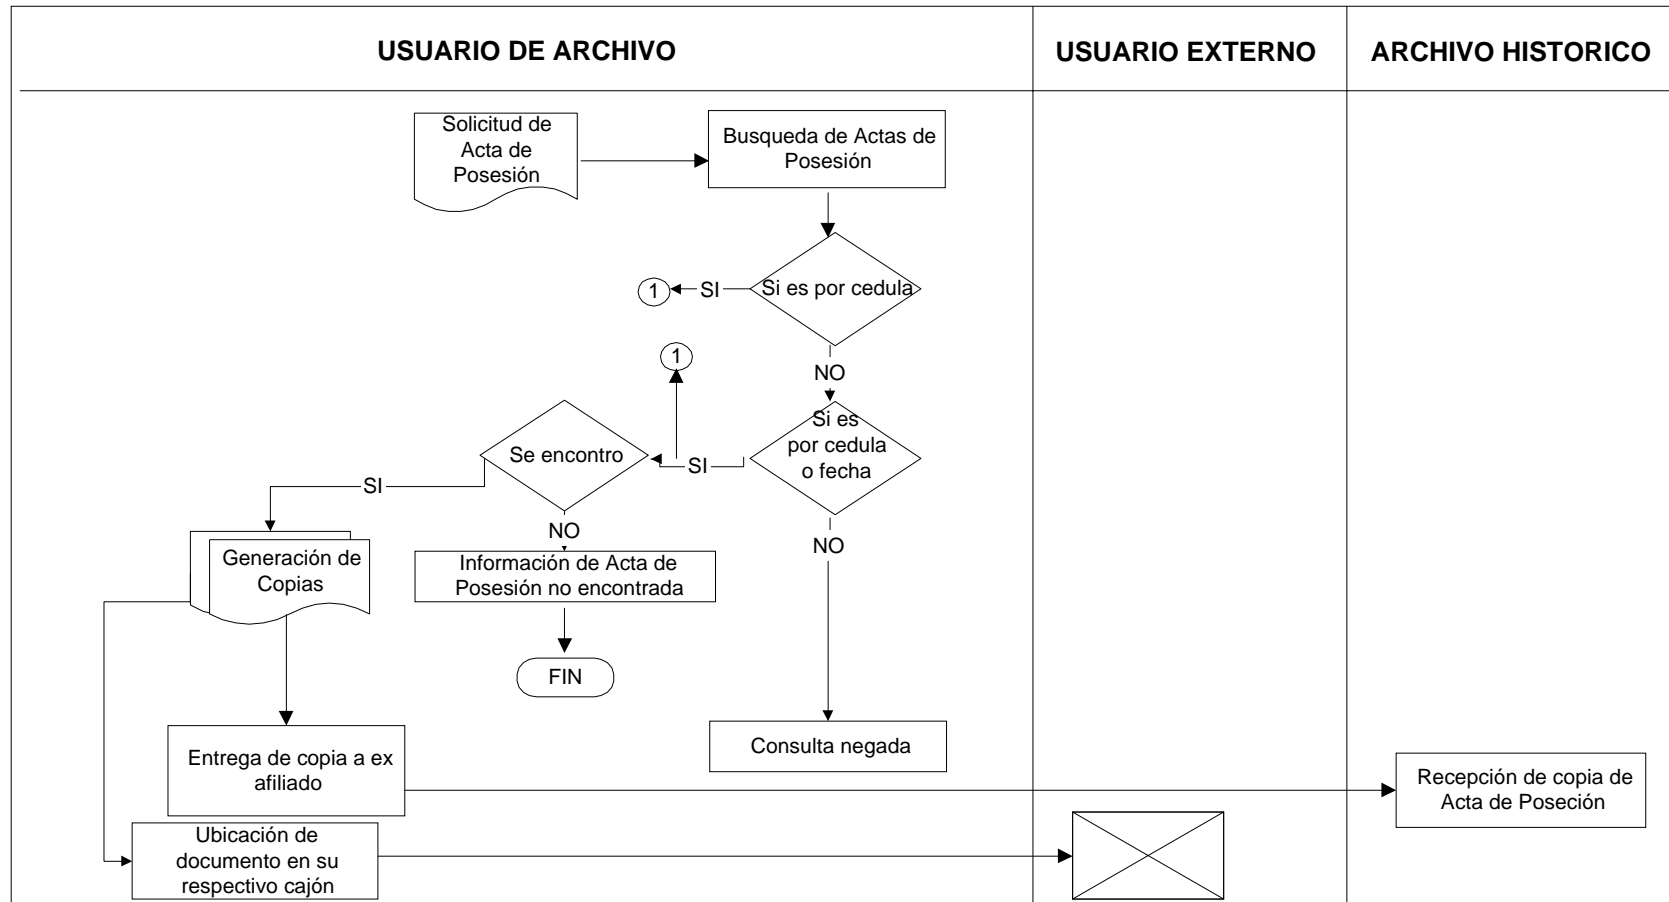 USUARIO DE ARCHIVO
USUARIO EXTERNO
ARCHIVO HISTORICO
Solicitud de
Acta de
Posesión
Busqueda de Actas de
Posesión
Si es por cedula
SI
1
NO
1
Si es
por cedula
o fecha
SI
Se encontro
SI
NO
NO
Generación de
Copias
Información de Acta de
Posesión no encontrada
FIN
Consulta negada
Entrega de copia a ex
afiliado
Recepción de copia de
Acta de Poseción
Ubicación de
documento en su
respectivo cajón